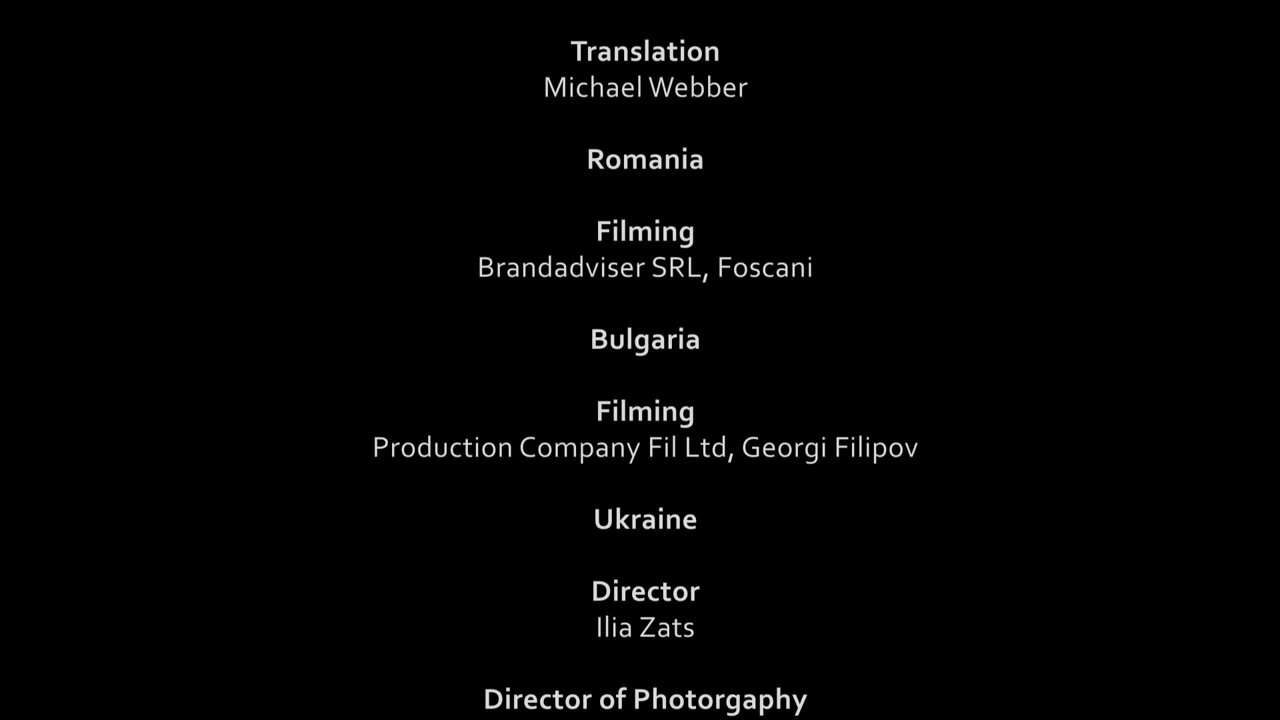 Translation
Michael Webber
Romania
Filming
Brandadviser SRL, Foscani
Bulgaria
Filming
Production Company Fil Ltd, Georgi Filipov
Ukraine
Director
Ilia Zats
Director of Photorgaphy